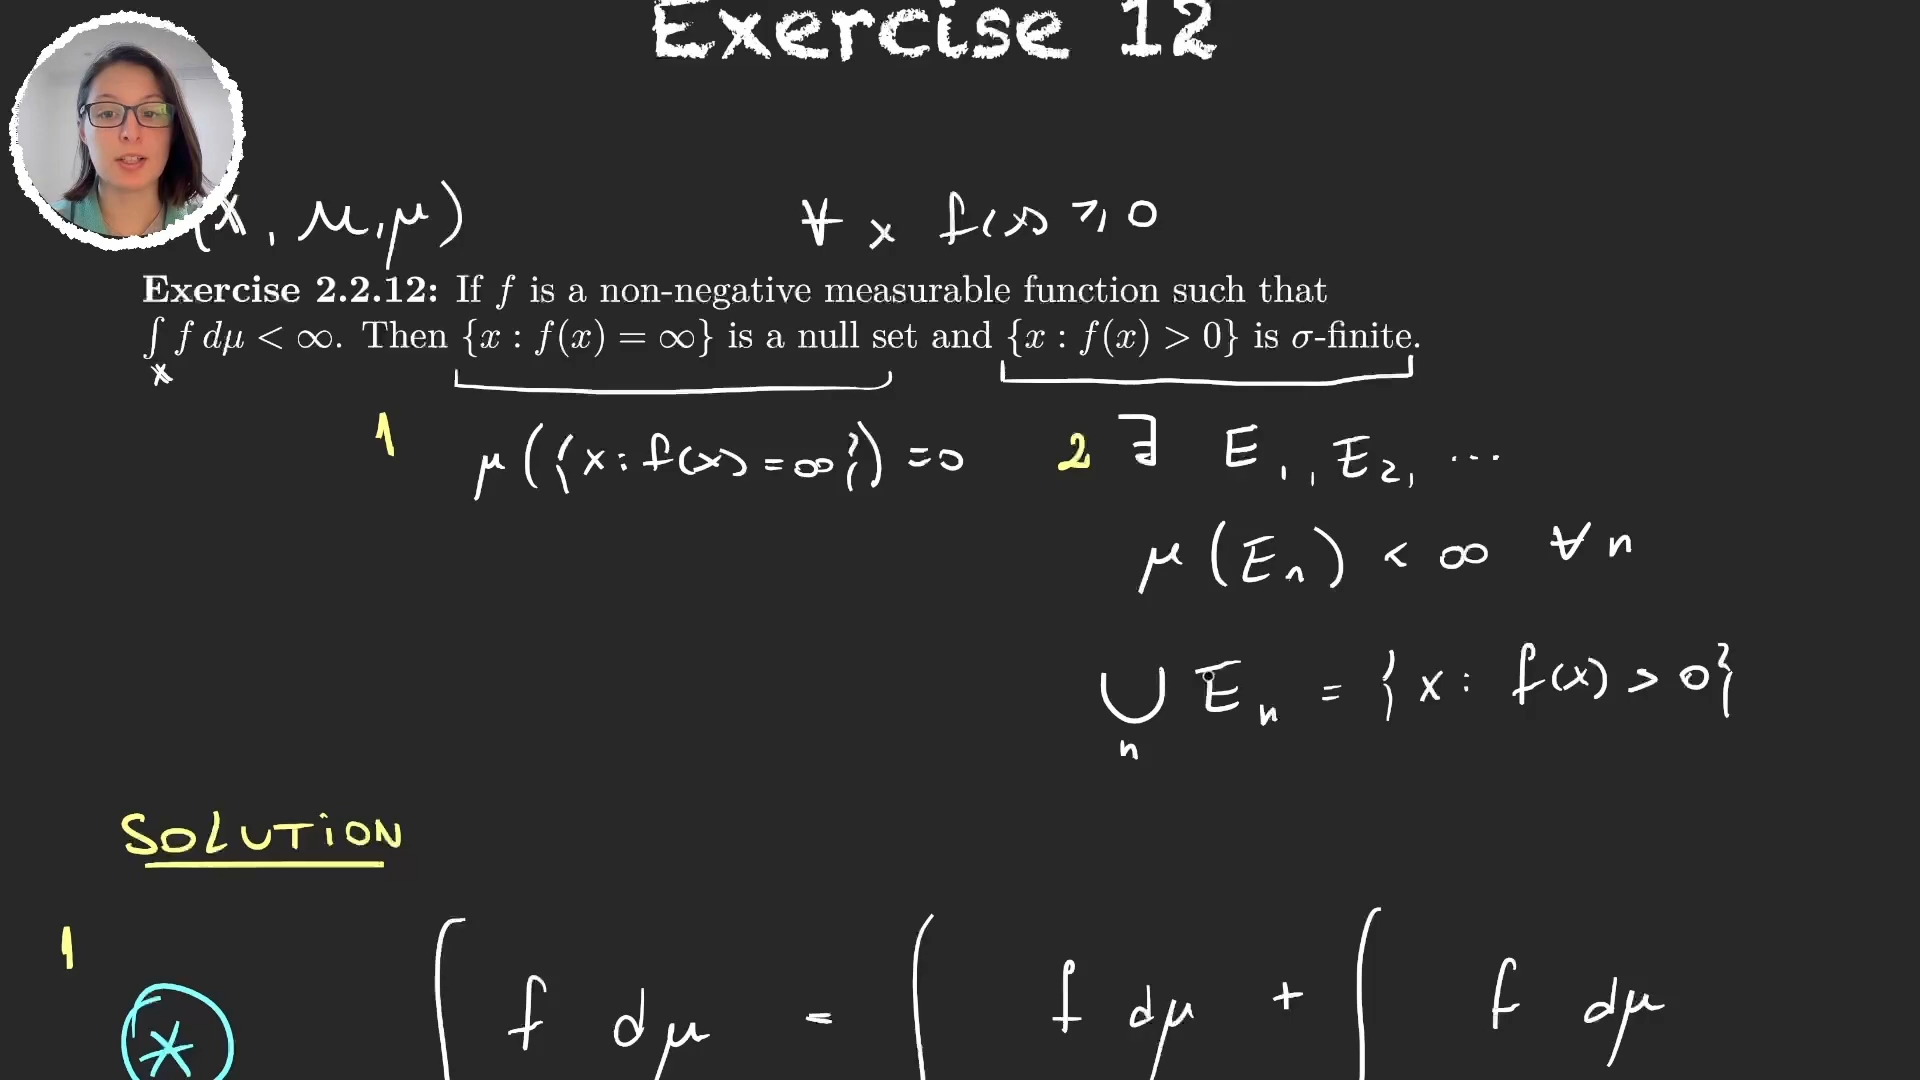 Exercise 12
(X, M, μ) ∀ x f(x) ⩾ 0
Exercise 2.2.12: If f is a non-negative measurable function such that
∫ f dμ < ∞. Then {x : f(x) = ∞} is a null set and {x : f(x) > 0} is σ-finite.
X
1 μ({x : f(x) = ∞}) = 0 2 ∃ E₁, E₂, ...
μ(Eₙ) < ∞ ∀ n
⋃ Eₙ = {x : f(x) > 0}
n
SOLUTION
1
* ∫ f dμ = ∫ f dμ + ∫ f dμ